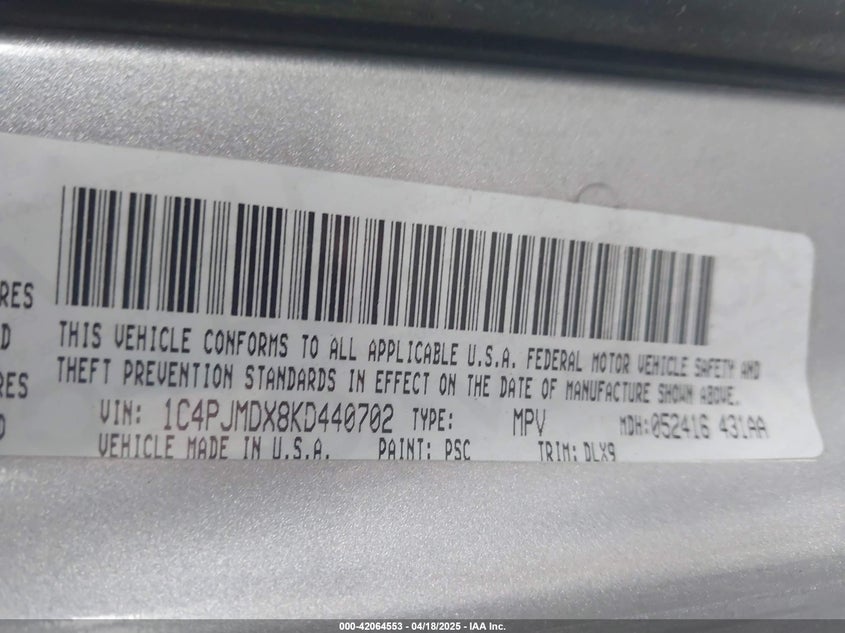 RES
D
RES
D
THIS VEHICLE CONFORMS TO ALL APPLICABLE U.S.A. FEDERAL MOTOR VEHICLE SAFETY AND
THEFT PREVENTION STANDARDS IN EFFECT ON THE DATE OF MANUFACTURE SHOWN ABOVE.
VIN: 1C4PJMDX8KD440702 TYPE: MPV MDH:052416 431AA
VEHICLE MADE IN U.S.A. PAINT: PSC TRIM: DLX9
000-42064553 - 04/18/2025 - IAA Inc.